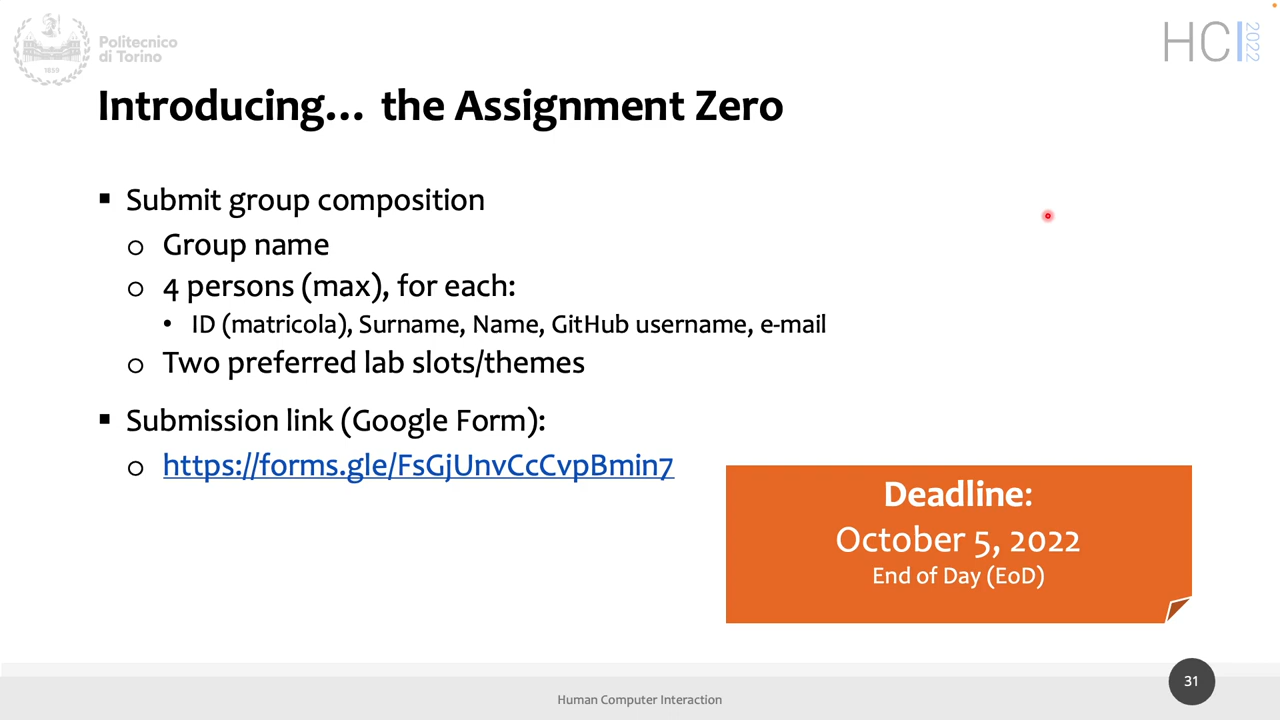 Politecnico
di Torino
1859
HCI 2022
Introducing... the Assignment Zero
▪ Submit group composition
o Group name
o 4 persons (max), for each:
• ID (matricola), Surname, Name, GitHub username, e-mail
o Two preferred lab slots/themes
▪ Submission link (Google Form):
o https://forms.gle/FsGjUnvCcCvpBmin7
Deadline:
October 5, 2022
End of Day (EoD)
Human Computer Interaction
31